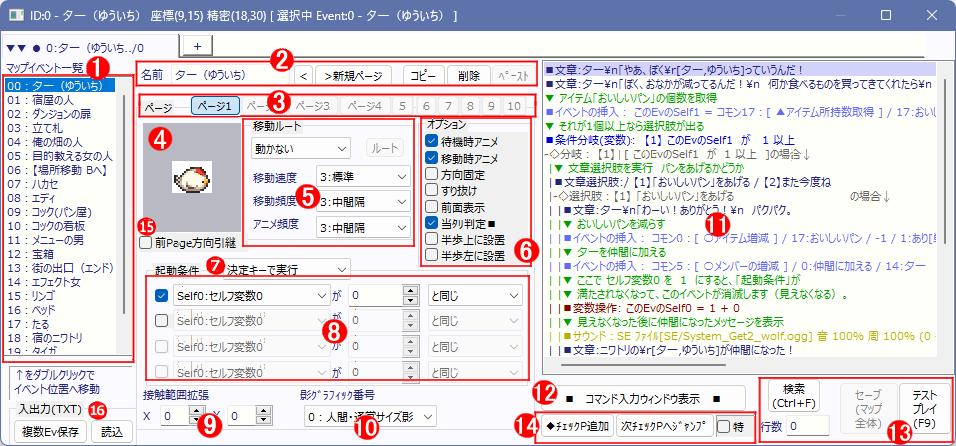 ID:0 - ター（ゆういち） 座標(9,15) 精密(18,30) [ 選択中 Event:0 - ター（ゆういち） ]
▼▼ ● 0:ター（ゆういち../0
+
マップイベント一覧
1
00 : ター（ゆういち）
01 : 宿屋の人
02 : ダンジョンの扉
03 : 立て札
04 : 俺の畑の人
05 : 目的教える女の人
06 : 【場所移動 B^】
07 : ハカセ
08 : エディ
09 : コック(パン屋)
10 : コックの看板
11 : メニューの男
12 : 宝箱
13 : 街の出口（エンド）
14 : エフェクト女
15 : リンゴ
16 : ベッド
17 : たる
18 : 宿のニワトリ
19 : タイガ
↑をダブルクリックで
イベント位置へ移動
入出力(TXT)
16
複数Ev保存
読込
2
名前
ター（ゆういち）
<
>新規ページ
コピー
削除
ペースト
ページ
ページ1
3
ページ3
ページ4
5
6
7
8
9
10
4
15
前Page方向引継
移動ルート
動かない
ルート
移動速度
3:標準
5
移動頻度
3:中間隔
アニメ頻度
3:中間隔
オプション
待機時アニメ
移動時アニメ
方向固定
すり抜け
前面表示
当列判定■
半歩上に設置
半歩左に設置
6
起動条件
7
決定キーで実行
Self0:セルフ変数0 が 0 と同じ
Self0:セルフ変数0 が 0 と同じ
8
Self0:セルフ変数0 が 0 と同じ
Self0:セルフ変数0 が 0 と同じ
接触範囲拡張
X 0
9
Y 0
影グラフィック番号
0 : 人間・通常サイズ影
10
■文章:ター¥n「やあ、ぼく¥r[ター,ゆういち]っていうんだ！
■文章:ター¥n「ぼく、おなかが減ってるんだ！ ¥n 何か食べるものを買ってきてくれたら¥n
▼ アイテム「おいしいパン」の個数を取得
■イベントの挿入： このEvのSelf1 = コモン17：[ ▲アイテム所持数取得 ] / 17:おいし
▼ それが1個以上なら選択肢が出る
■条件分岐(変数): 【1】 このEvのSelf1 が 1 以上
-◇分岐：【1】 [ このEvのSelf1 が 1 以上 ]の場合↓
|▼ 文章選択肢を実行 パンをあげるかどうか
|■文章選択肢:/【1】「おいしいパン」をあげる / 【2】また今度ね
|-◇選択肢：【1】「おいしいパン」をあげる の場合↓
| |■文章:ター¥n「わーい！ありがとう！¥n パクパク。
11
| |▼ おいしいパンを減らす
| |■イベントの挿入： コモン0：[ ○アイテム増減 ] / 17:おいしいパン / -1 / 1:あり[
| |▼ ターを仲間に加える
| |■イベントの挿入： コモン5：[ ○メンバーの増減 ] / 0:仲間に加える / 14:ター
| |▼ ここで セルフ変数0 を 1 にすると、「起動条件」が
| |▼ 満たされなくなって、このイベントが消滅します（見えなくなる）。
| |■変数操作: このEvのSelf0 = 1 + 0
| |▼ 見えなくなった後に仲間になったメッセージを表示
| |■サウンド：SE ファイル[SE/System_Get2_wolf.ogg] 音 100% 周 100% (0
| |■文章:ニワトリの¥r[ター,ゆういち]が仲間になった！
12
■ コマンド入力ウィンドウ表示 ■
14
◆チェックP追加
次チェックPへジャンプ
特
検索
(Ctrl+F)
行数 0
セーブ
(マップ
全体)
テスト
プレイ
(F9)
13